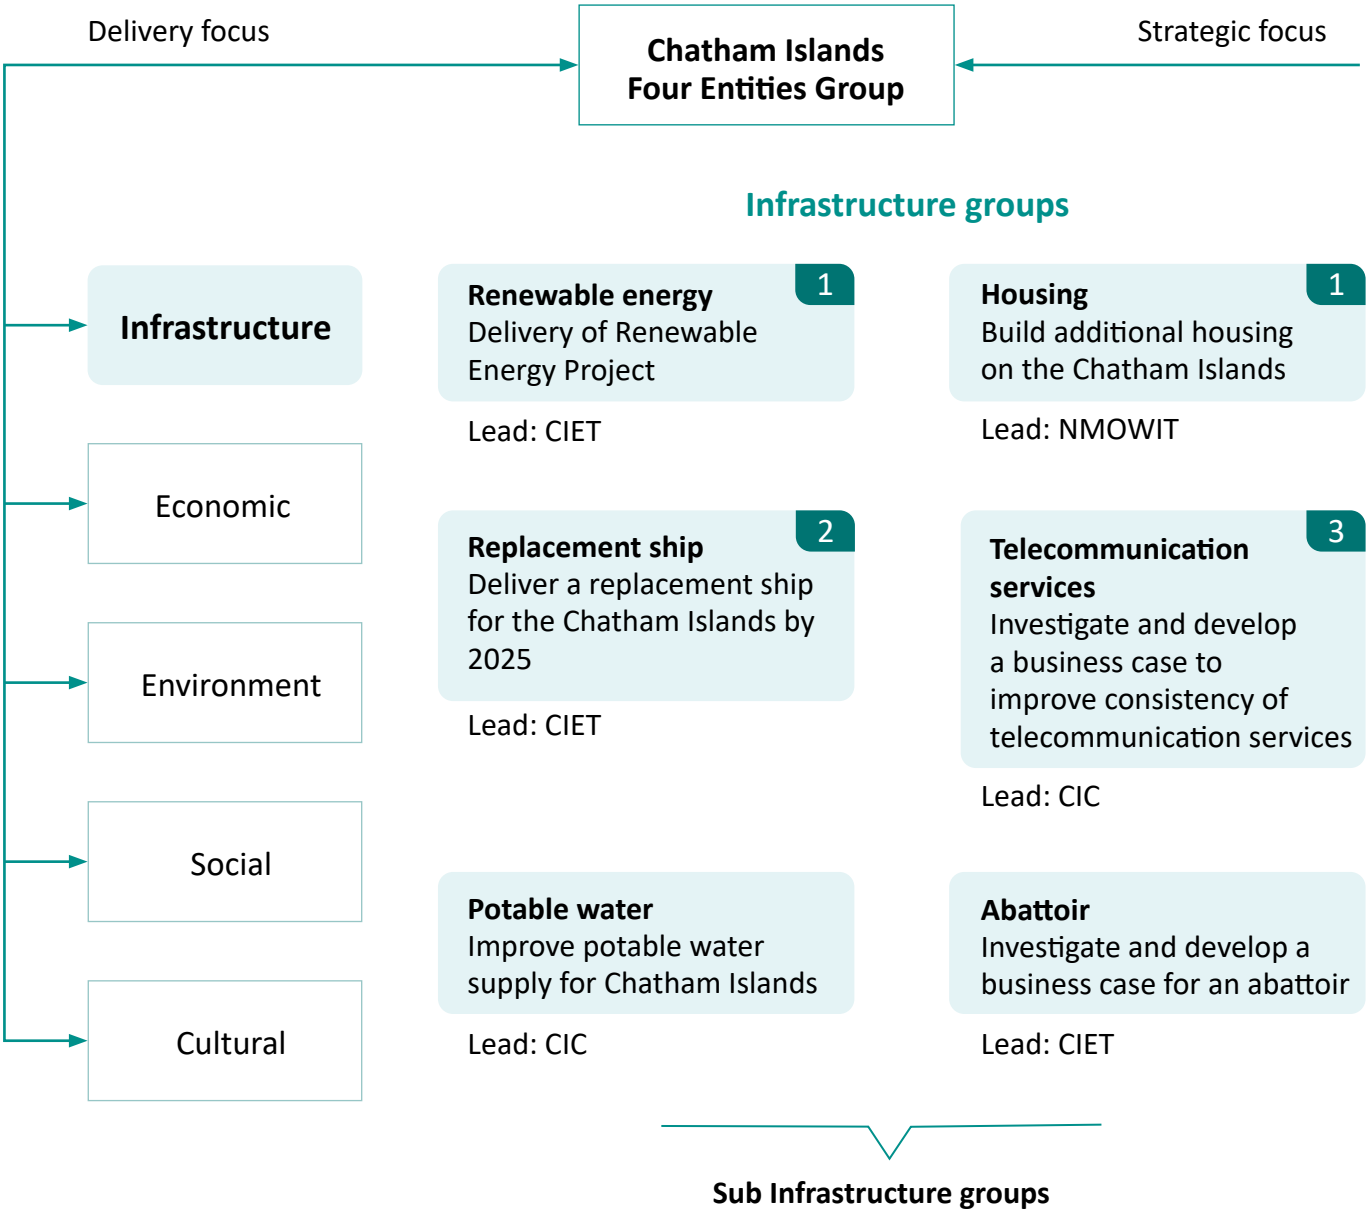 Delivery focus
Chatham Islands
Four Entities Group
Strategic focus
Infrastructure groups
Infrastructure
Economic
Environment
Social
Cultural
Renewable energy
1
Delivery of Renewable
Energy Project
Lead: CIET
Housing
1
Build additional housing
on the Chatham Islands
Lead: NMOWIT
Replacement ship
2
Deliver a replacement ship
for the Chatham Islands by
2025
Lead: CIET
Telecommunication
3
services
Investigate and develop
a business case to
improve consistency of
telecommunication services
Lead: CIC
Potable water
Improve potable water
supply for Chatham Islands
Lead: CIC
Abattoir
Investigate and develop a
business case for an abattoir
Lead: CIET
Sub Infrastructure groups